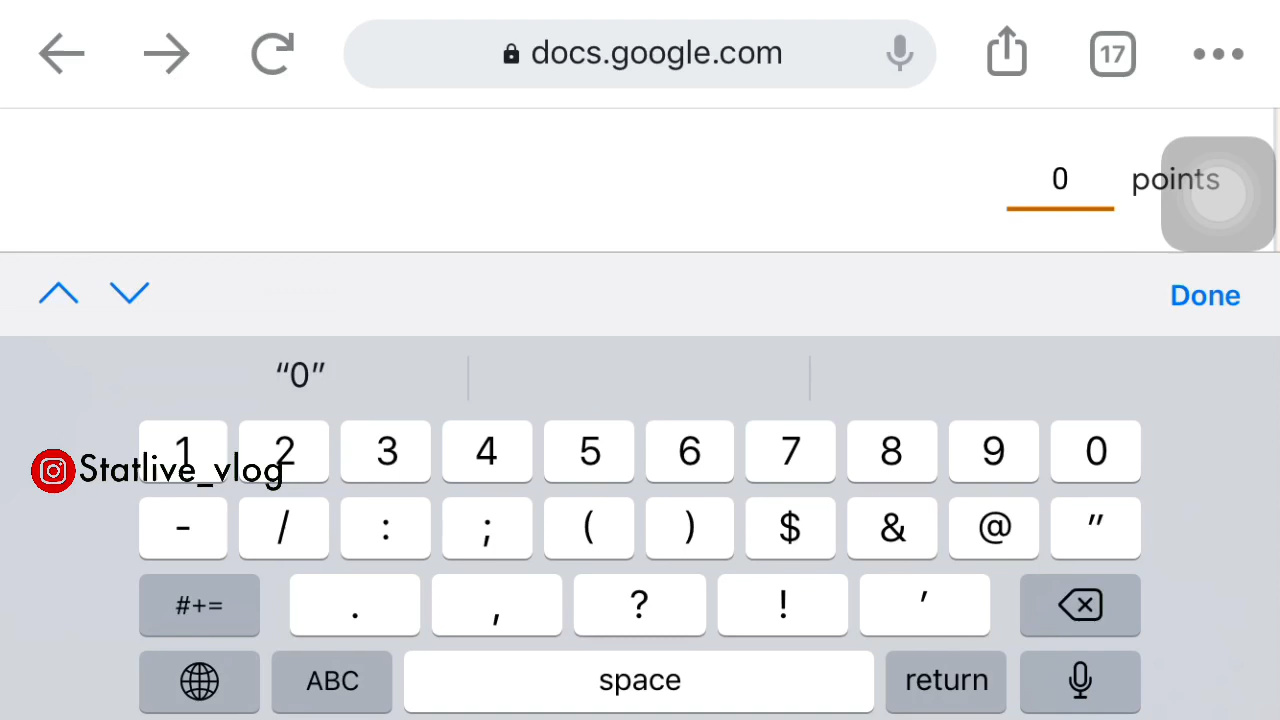 docs.google.com
17
0 points
Done
“0”
1 2 3 4 5 6 7 8 9 0
Statlive_vlog
- / : ; ( ) $ & @ "
#+= . , ? ! '
ABC space return